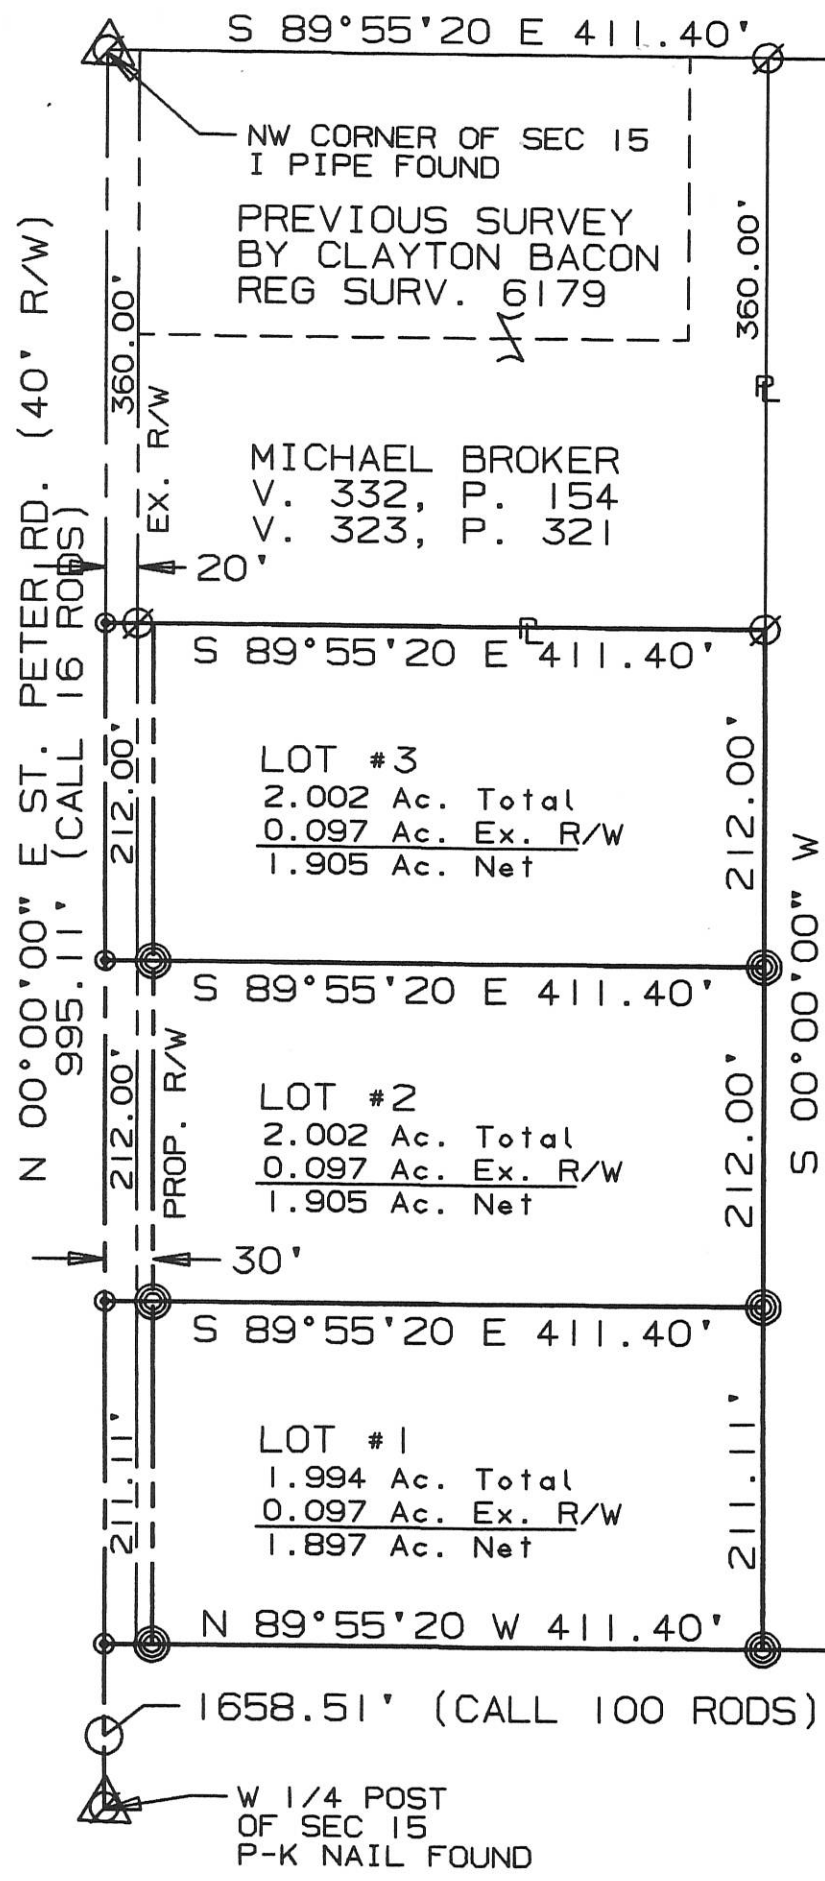 S 89°55'20 E 411.40'
NW CORNER OF SEC 15
I PIPE FOUND
PREVIOUS SURVEY
BY CLAYTON BACON
REG SURV. 6179
360.00'
360.00'
EX. R/W
PL
MICHAEL BROKER
V. 332, P. 154
V. 323, P. 321
20'
PL
S 89°55'20 E 411.40'
N 00°00'00" E ST. PETER RD. (40' R/W)
995.11' (CALL 16 RODS)
212.00'
LOT #3
2.002 Ac. Total
0.097 Ac. Ex. R/W
1.905 Ac. Net
212.00'
S 00°00'00" W
S 89°55'20 E 411.40'
212.00'
PROP. R/W
LOT #2
2.002 Ac. Total
0.097 Ac. Ex. R/W
1.905 Ac. Net
212.00'
30'
S 89°55'20 E 411.40'
211.11'
LOT #1
1.994 Ac. Total
0.097 Ac. Ex. R/W
1.897 Ac. Net
211.11'
N 89°55'20 W 411.40'
1658.51' (CALL 100 RODS)
W 1/4 POST
OF SEC 15
P-K NAIL FOUND